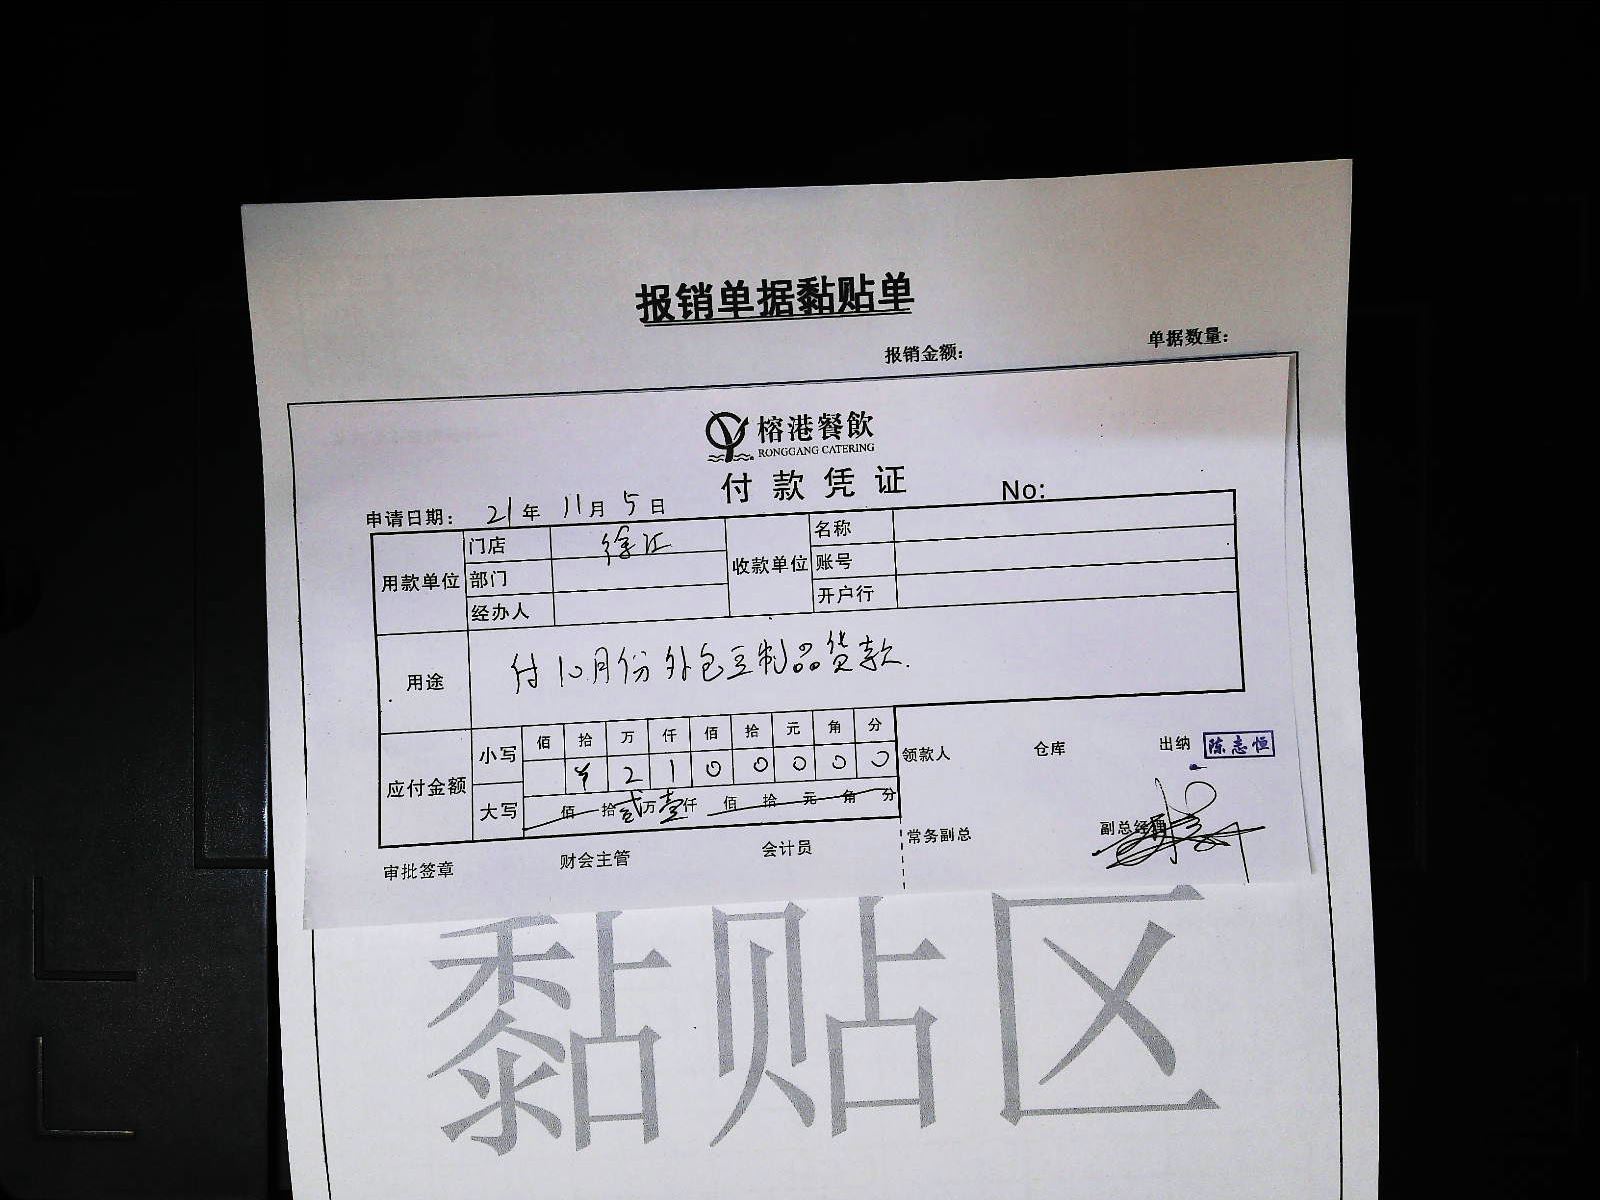 报销单据黏贴单
报销金额： 单据数量：
榕港餐飲
RONGGANG CATERING
付款凭证 No:
申请日期： 21年 11月 5日
用款单位 门店 徐汇 收款单位 名称
部门 账号
经办人 开户行
用途 付10月份外包豆制品货款.
应付金额 小写 佰 拾 万 仟 佰 拾 元 角 分
¥ 2 1 0 0 0 0 0
大写 佰 拾 贰万 壹仟 佰 拾 元 角 分
领款人 仓库 出纳 陈志恒
常务副总 副总经理
审批签章 财会主管 会计员
黏贴区